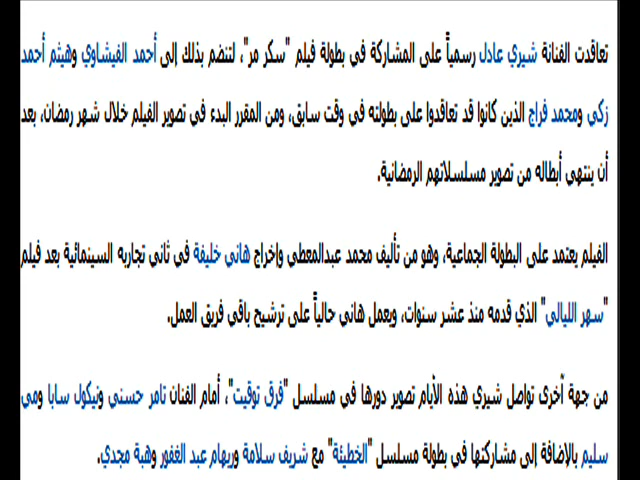 تعاقدت الفنانة شيري عادل رسمياً على المشاركة في بطولة فيلم "سكر مر"، لتنضم بذلك إلى أحمد الفيشاوي وهيثم أحمد
زكي ومحمد فراج الذين كانوا قد تعاقدوا على بطولته في وقت سابق، ومن المقرر البدء في تصوير الفيلم خلال شهر رمضان، بعد
أن ينتهي أبطاله من تصوير مسلسلاتهم الرمضانية.
الفيلم يعتمد على البطولة الجماعية، وهو من تأليف محمد عبدالمعطي وإخراج هاني خليفة في ثاني تجاربه السينمائية بعد فيلم
"سهر الليالي" الذي قدمه منذ عشر سنوات، ويعمل هاني حالياً على ترشيح باقي فريق العمل.
من جهة آخرى تواصل شيري هذه الأيام تصوير دورها في مسلسل "فرق توقيت"، أمام الفنان تامر حسني ونيكول سابا ومي
سليم بالإضافة إلى مشاركتها في بطولة مسلسل "الخطيئة" مع شريف سلامة وريهام عبد الغفور وهبة مجدي.